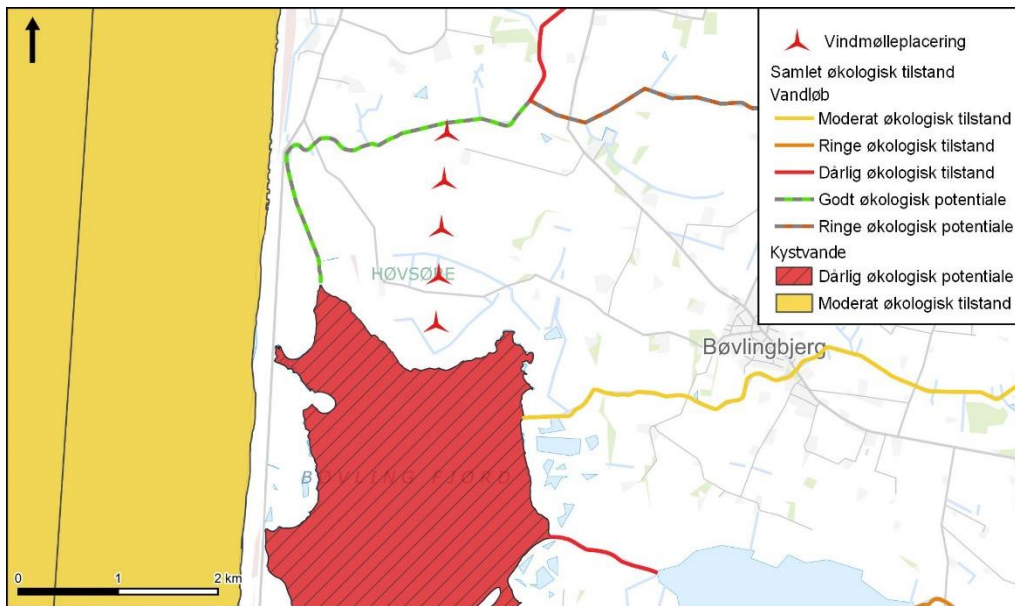 Vindmølleplacering
Samlet økologisk tilstand
Vandløb
Moderat økologisk tilstand
Ringe økologisk tilstand
Dårlig økologisk tilstand
Godt økologisk potentiale
Ringe økologisk potentiale
Kystvande
Dårlig økologisk potentiale
Moderat økologisk tilstand
HØVSØRE
Bøvlingbjerg
BØVLING FJORD
0 1 2 km